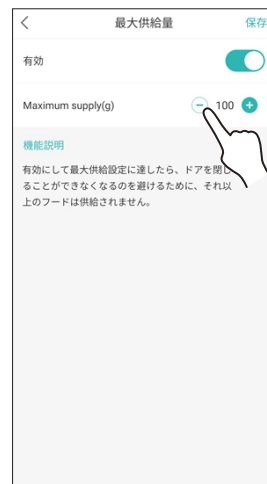 最大供給量 保存
有効
Maximum supply(g) 100
機能説明
有効にして最大供給設定に達したら、ドアを閉じ
ることができなくなるのを避けるために、それ以
上のフードは供給されません。